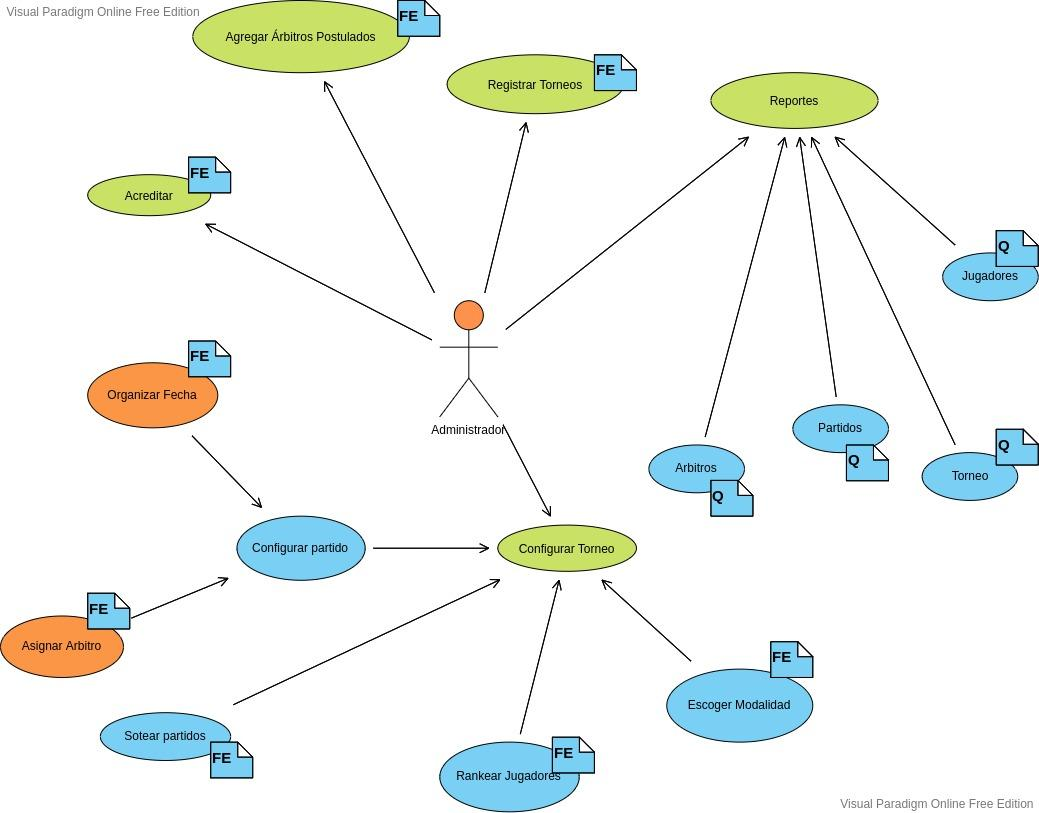 Visual Paradigm Online Free Edition
FE
Agregar Árbitros Postulados
FE
Registrar Torneos
Reportes
FE
Acreditar
Q
Jugadores
FE
Organizar Fecha
Administrador
Partidos
Q
Arbitros
Q
Q
Torneo
Configurar partido
Configurar Torneo
FE
Asignar Arbitro
FE
Escoger Modalidad
Sotear partidos
FE
FE
Rankear Jugadores
Visual Paradigm Online Free Edition